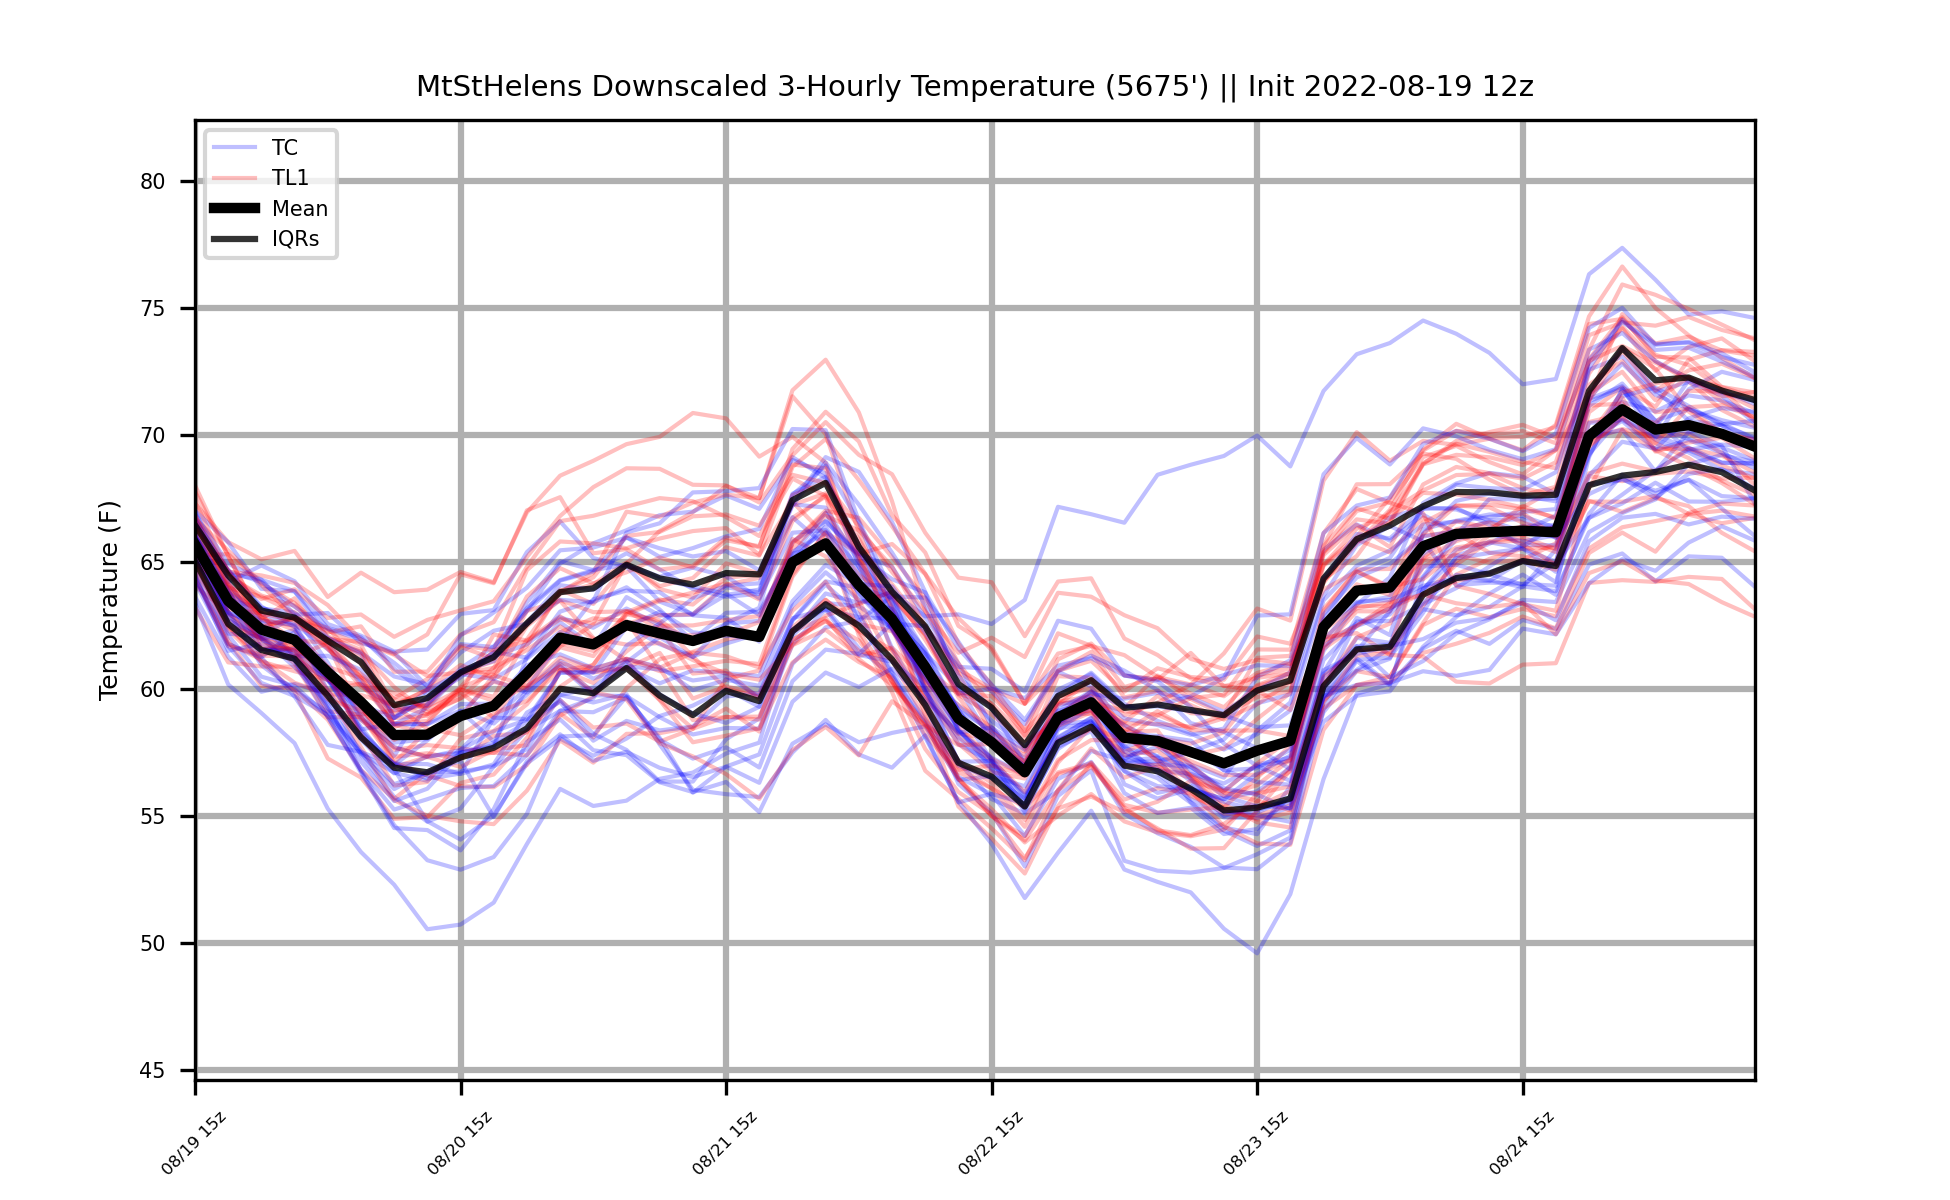 MtStHelens Downscaled 3-Hourly Temperature (5675') || Init 2022-08-19 12z
TC
TL1
Mean
IQRs
Temperature (F)
80
75
70
65
60
55
50
45
08/19 15z
08/20 15z
08/21 15z
08/22 15z
08/23 15z
08/24 15z